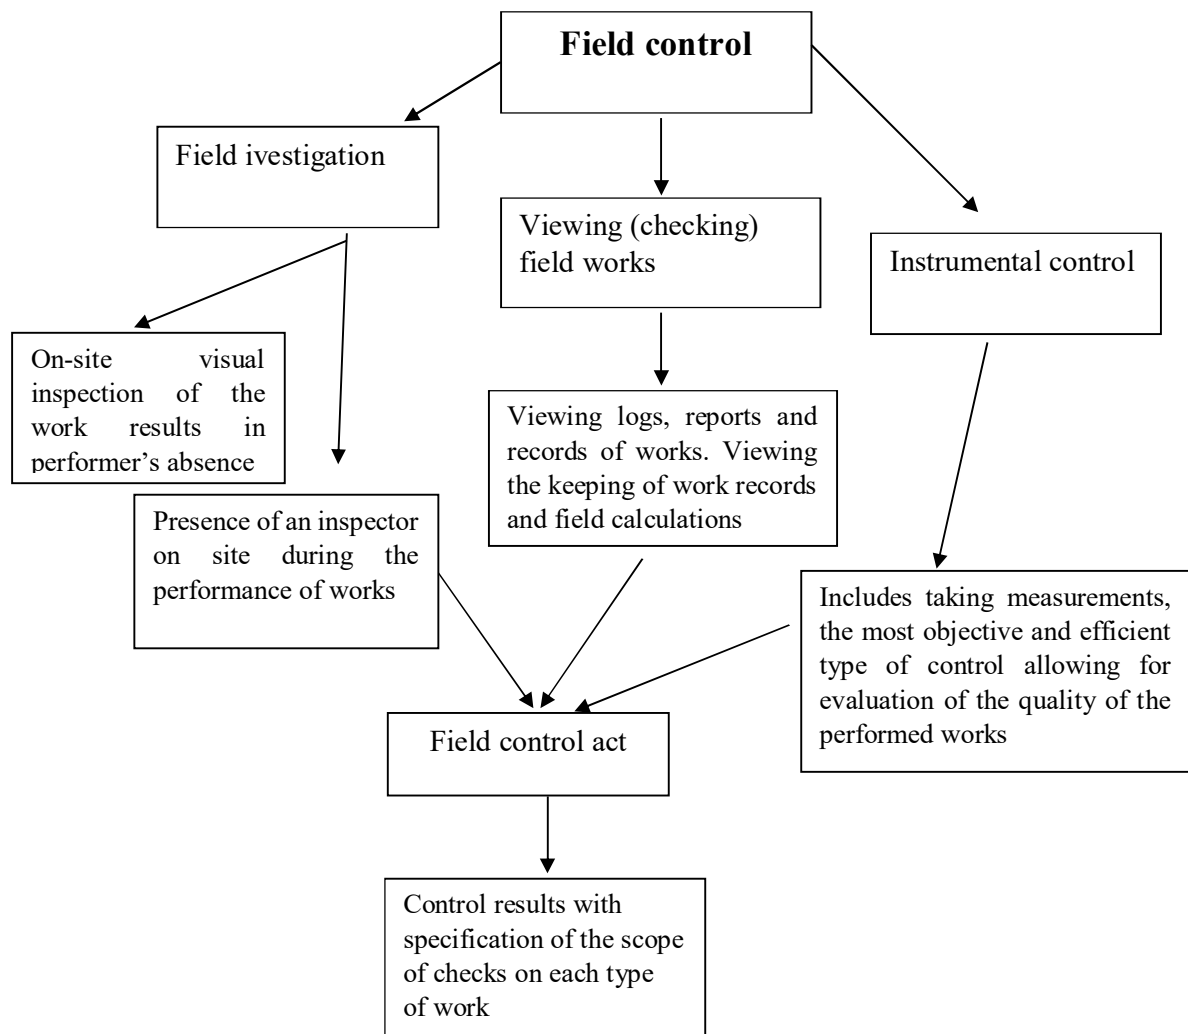 Field control
Field ivestigation
Viewing (checking)
field works
Instrumental control
On-site visual
inspection of the
work results in
performer’s absence
Viewing logs, reports and
records of works. Viewing
the keeping of work records
and field calculations
Presence of an inspector
on site during the
performance of works
Includes taking measurements,
the most objective and efficient
type of control allowing for
evaluation of the quality of the
performed works
Field control act
Control results with
specification of the scope
of checks on each type
of work